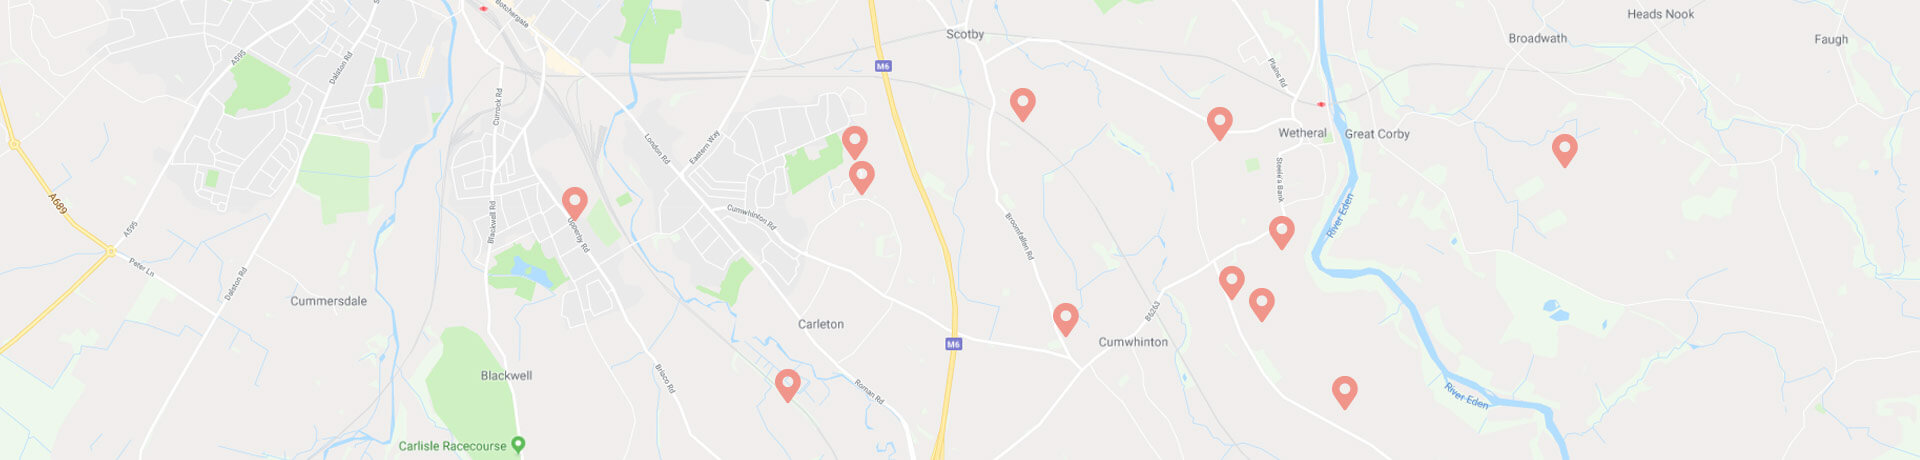 Botchergate
Heads Nook
Scotby
Broadwath
Faugh
A595
Dalston Rd
M6
Plains Rd
Currock Rd
London Rd
Eastern Way
Wetheral
Great Corby
Steele's Bank
A689
A595
Blackwell Rd
Upperby Rd
Cumwhinton Rd
Broomfallen Rd
River Eden
Peter Ln
Dalston Rd
Cummersdale
B6263
Carleton
M6
Cumwhinton
Blackwell
Brisco Rd
Roman Rd
River Eden
Carlisle Racecourse